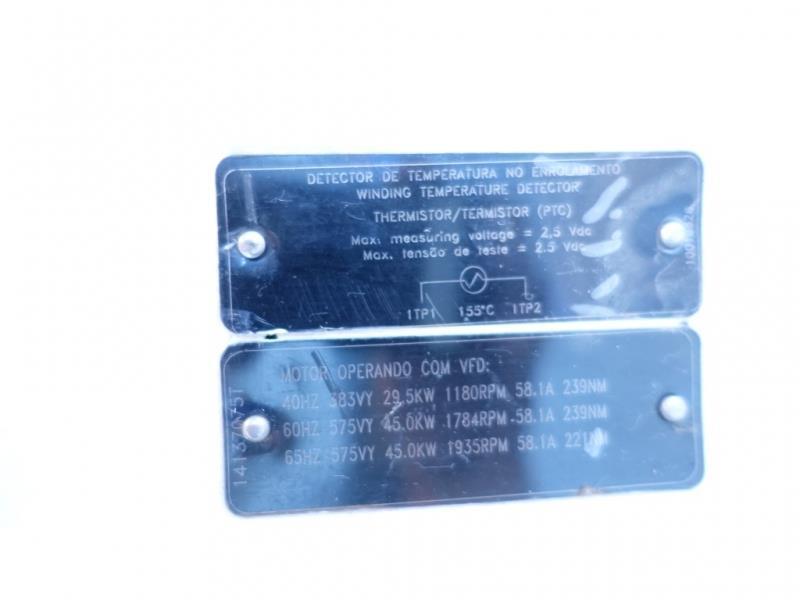 DETECTOR DE TEMPERATURA NO ENROLAMENTO
WINDING TEMPERATURE DETECTOR
THERMISTOR/TERMISTOR (PTC)
Max. measuring voltage = 2,5 Vdc
Max. tensão de teste = 2.5 Vdc
1TP1 155°C 1TP2
MOTOR OPERANDO COM VFD:
40HZ 383VY 29.5KW 1180RPM 58.1A 239NM
60HZ 575VY 45.0KW 1784RPM 58.1A 239NM
65HZ 575VY 45.0KW 1935RPM 58.1A 221NM